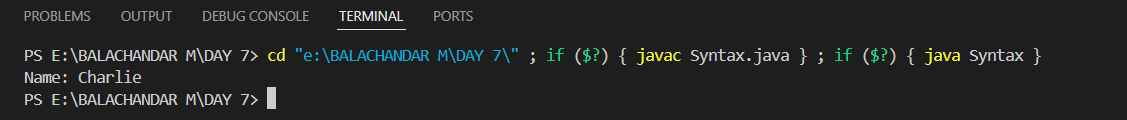 PROBLEMS OUTPUT DEBUG CONSOLE TERMINAL PORTS
PS E:\BALACHANDAR M\DAY 7> cd "e:\BALACHANDAR M\DAY 7\" ; if ($?) { javac Syntax.java } ; if ($?) { java Syntax }
Name: Charlie
PS E:\BALACHANDAR M\DAY 7>